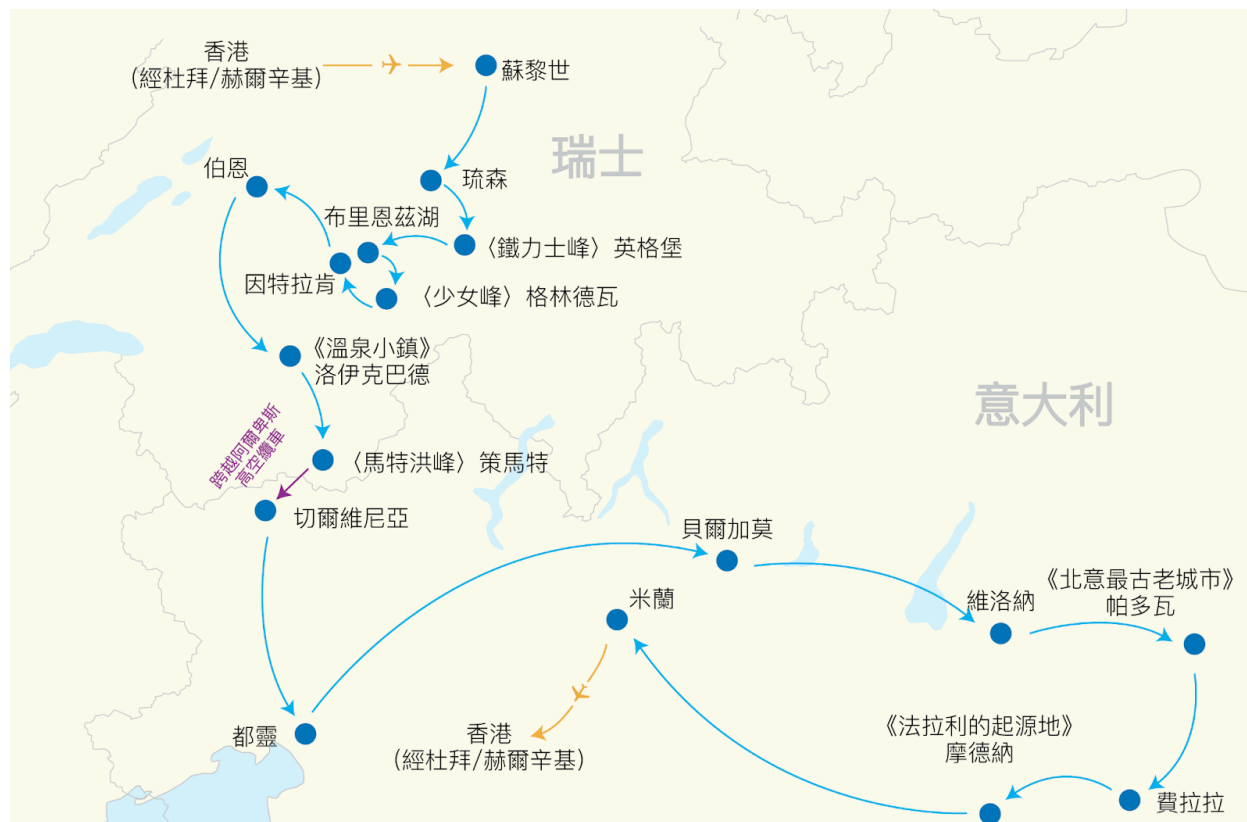 香港
(經杜拜/赫爾辛基)
蘇黎世
瑞士
伯恩
琉森
布里恩茲湖
〈鐵力士峰〉英格堡
因特拉肯
〈少女峰〉格林德瓦
《溫泉小鎮》
洛伊克巴德
意大利
跨越阿爾卑斯
高空纜車
〈馬特洪峰〉策馬特
切爾維尼亞
貝爾加莫
米蘭
維洛納
《北意最古老城市》
帕多瓦
都靈
香港
(經杜拜/赫爾辛基)
《法拉利的起源地》
摩德納
費拉拉